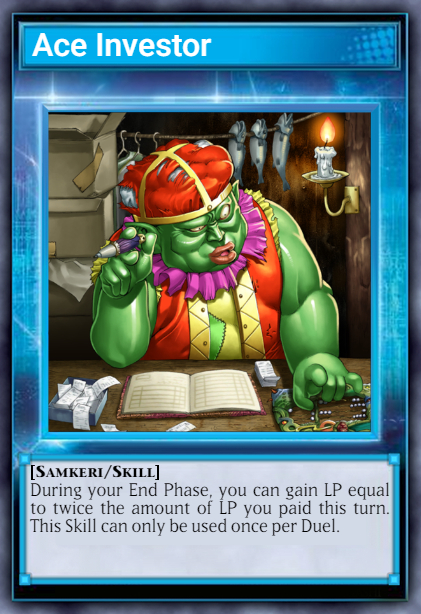 Ace Investor
[Samkeri/Skill]
During your End Phase, you can gain LP equal
to twice the amount of LP you paid this turn.
This Skill can only be used once per Duel.